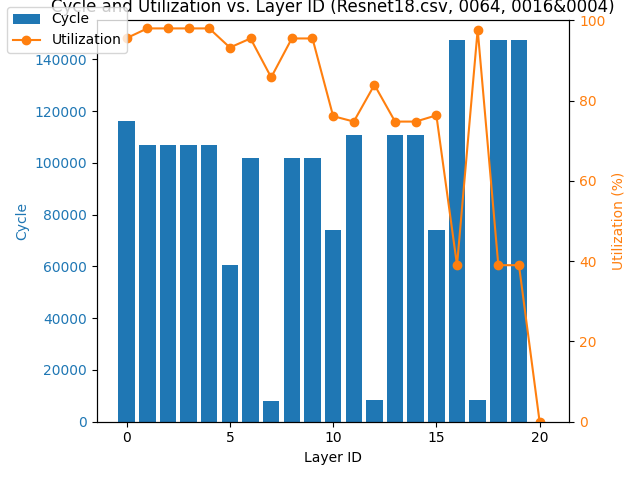 Cycle and Utilization vs. Layer ID (Resnet18.csv, 0064, 0016&0004)
Cycle
Utilization
140000
120000
100000
80000
60000
40000
20000
0
Cycle
100
80
60
40
20
0
Utilization (%)
0 5 10 15 20
Layer ID